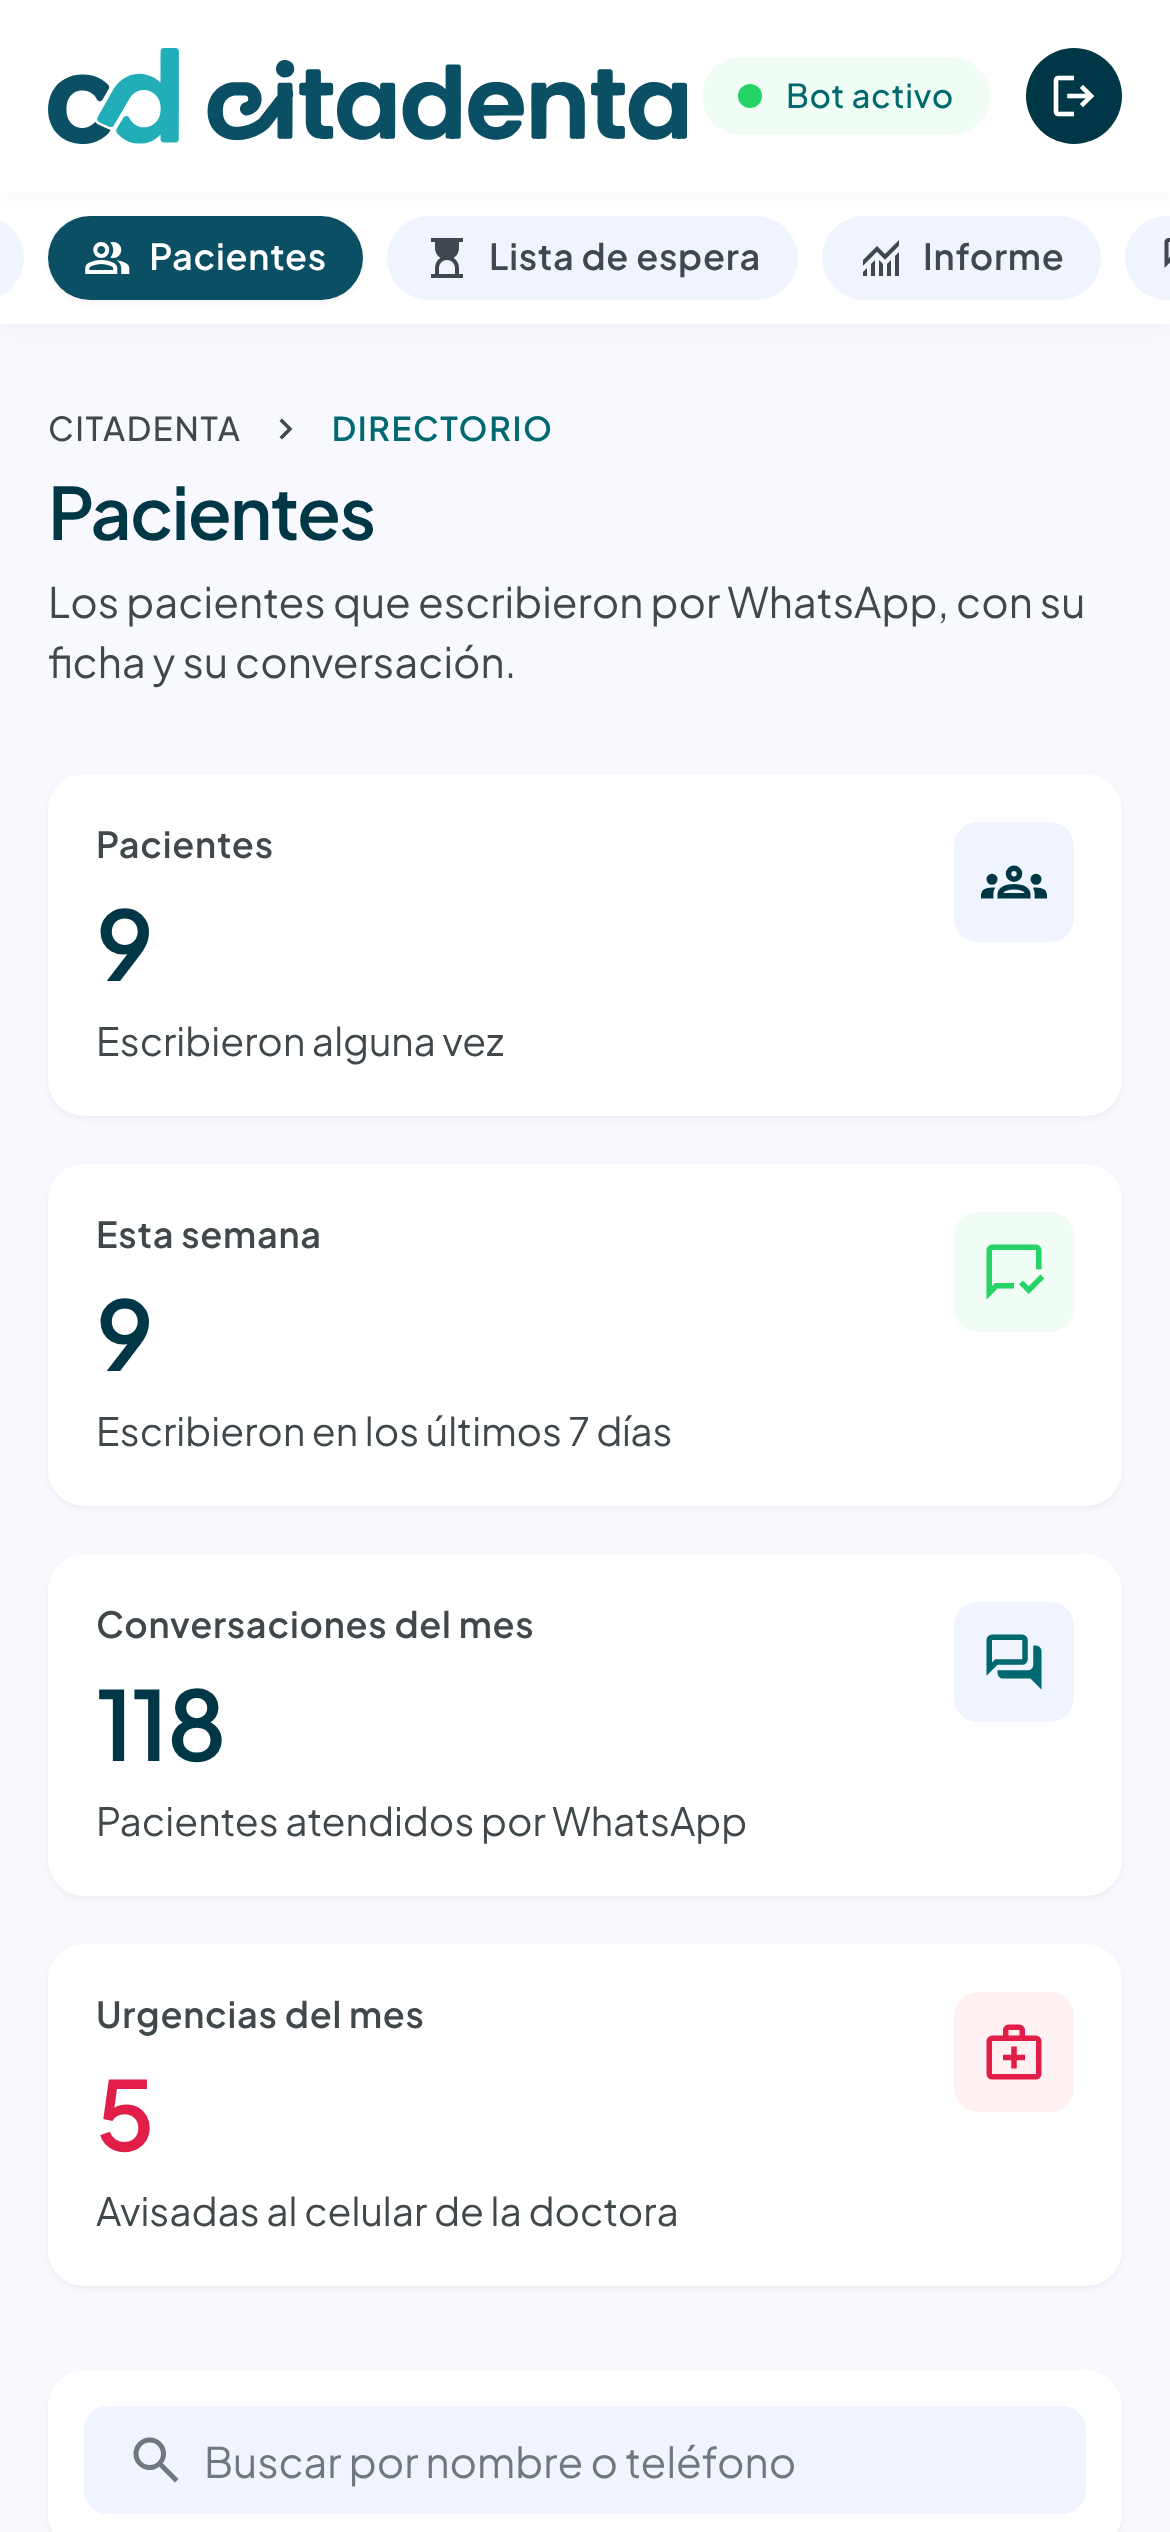 cd citadenta
Bot activo
Pacientes
Lista de espera
Informe
CITADENTA > DIRECTORIO
Pacientes
Los pacientes que escribieron por WhatsApp, con su
ficha y su conversación.
Pacientes
9
Escribieron alguna vez
Esta semana
9
Escribieron en los últimos 7 días
Conversaciones del mes
118
Pacientes atendidos por WhatsApp
Urgencias del mes
5
Avisadas al celular de la doctora
Buscar por nombre o teléfono